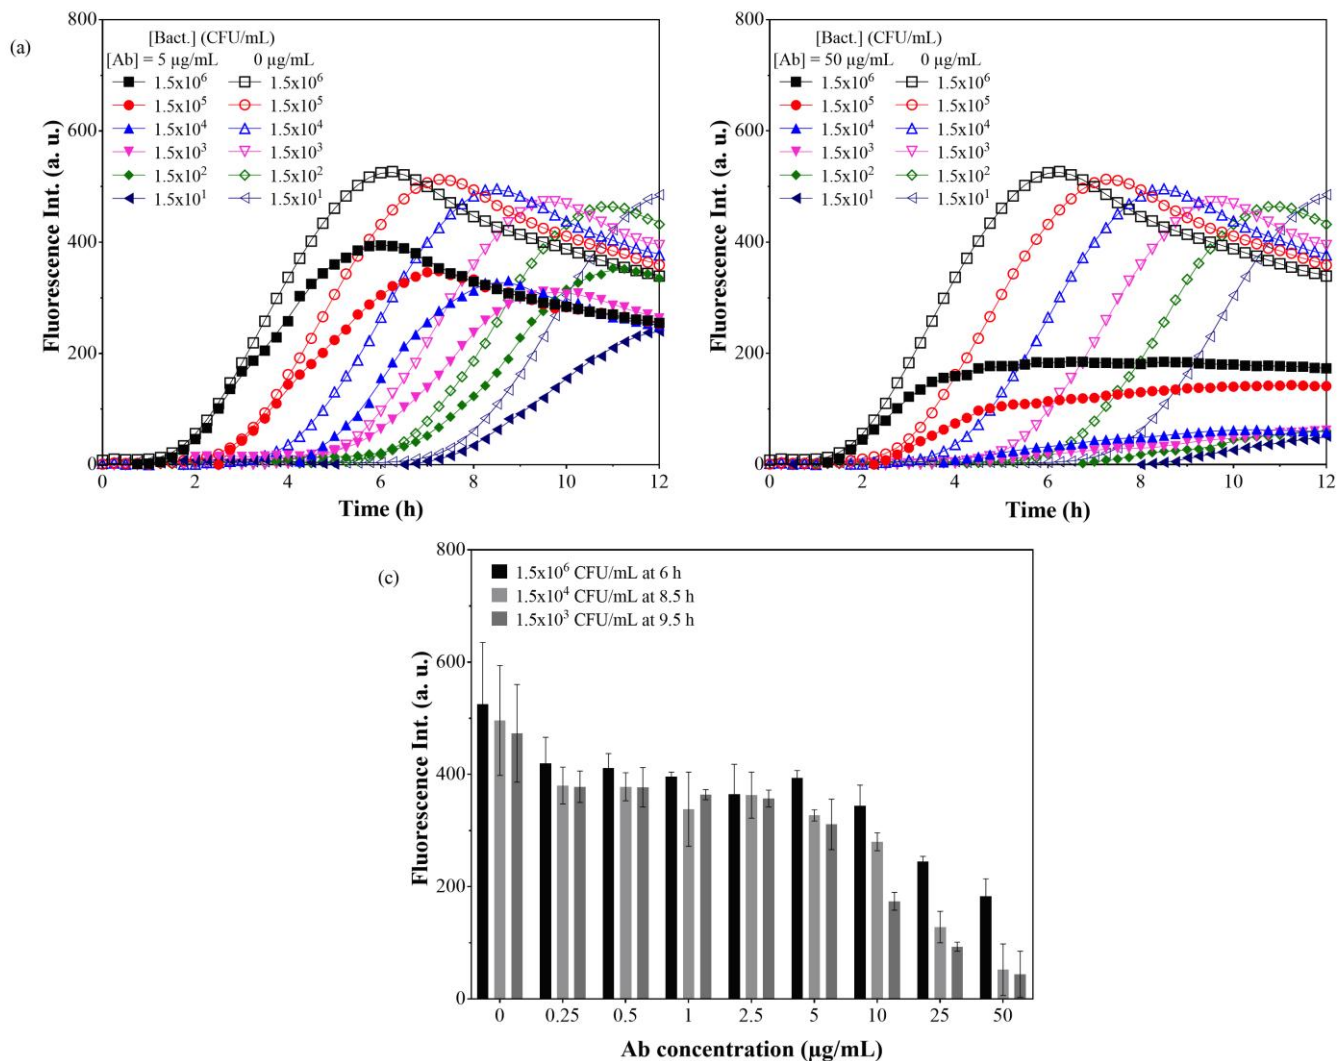 (a)
800
600
400
200
0
Fluorescence Int. (a. u.)
[Bact.] (CFU/mL)
[Ab] = 5 µg/mL 0 µg/mL
1.5x10⁶ 1.5x10⁶
1.5x10⁵ 1.5x10⁵
1.5x10⁴ 1.5x10⁴
1.5x10³ 1.5x10³
1.5x10² 1.5x10²
1.5x10¹ 1.5x10¹
0 2 4 6 8 10 12
Time (h)
800
600
400
200
0
Fluorescence Int. (a. u.)
[Bact.] (CFU/mL)
[Ab] = 50 µg/mL 0 µg/mL
1.5x10⁶ 1.5x10⁶
1.5x10⁵ 1.5x10⁵
1.5x10⁴ 1.5x10⁴
1.5x10³ 1.5x10³
1.5x10² 1.5x10²
1.5x10¹ 1.5x10¹
0 2 4 6 8 10 12
Time (h)
(c)
800
600
400
200
0
Fluorescence Int. (a. u.)
1.5x10⁶ CFU/mL at 6 h
1.5x10⁴ CFU/mL at 8.5 h
1.5x10³ CFU/mL at 9.5 h
0 0.25 0.5 1 2.5 5 10 25 50
Ab concentration (µg/mL)